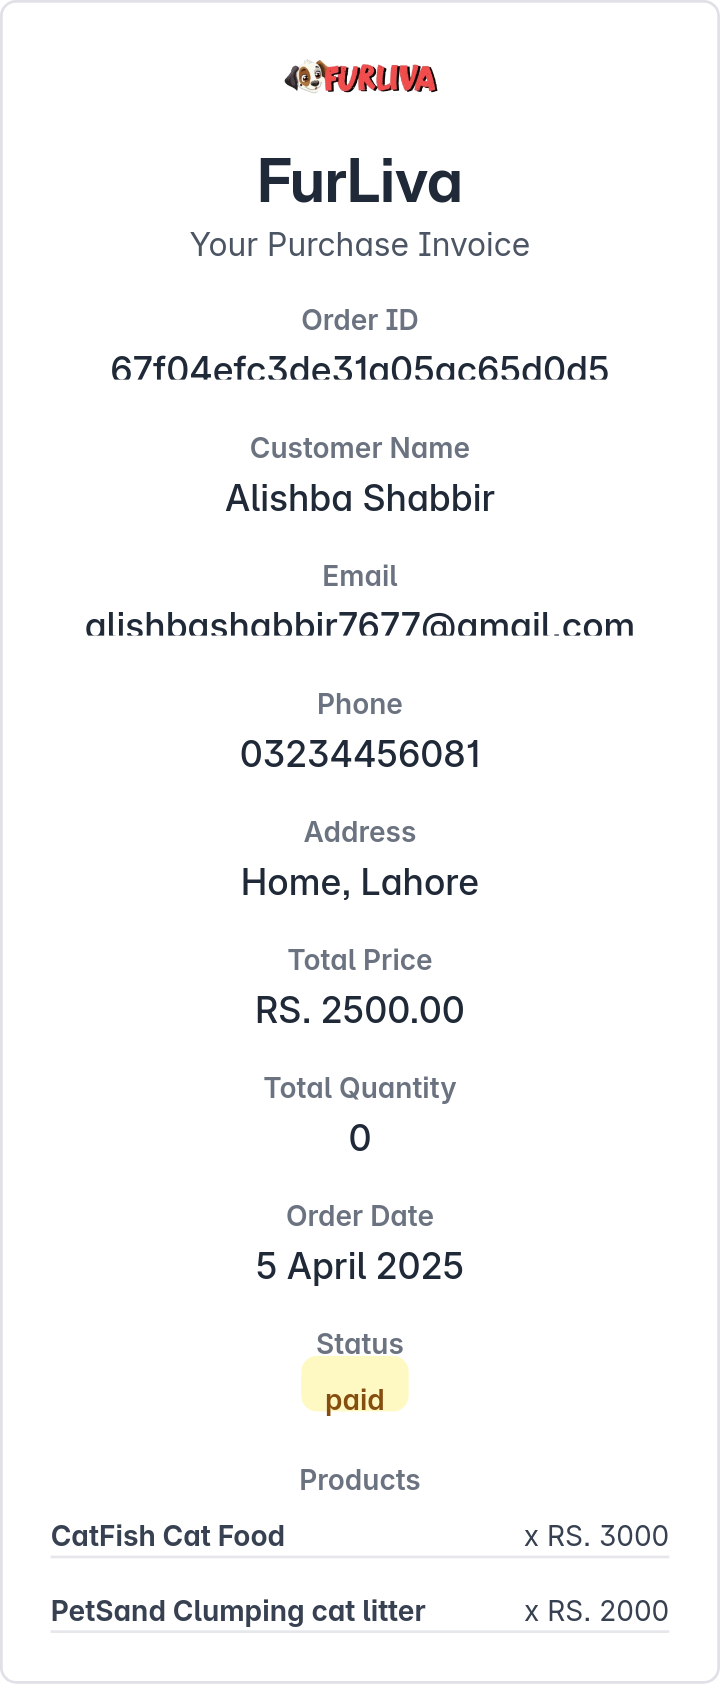 FURLIVA
FurLiva
Your Purchase Invoice
Order ID
67f04efc3de31a05ac65d0d5
Customer Name
Alishba Shabbir
Email
alishbashabbir7677@gmail.com
Phone
03234456081
Address
Home, Lahore
Total Price
RS. 2500.00
Total Quantity
0
Order Date
5 April 2025
Status
paid
Products
CatFish Cat Food x RS. 3000
PetSand Clumping cat litter x RS. 2000